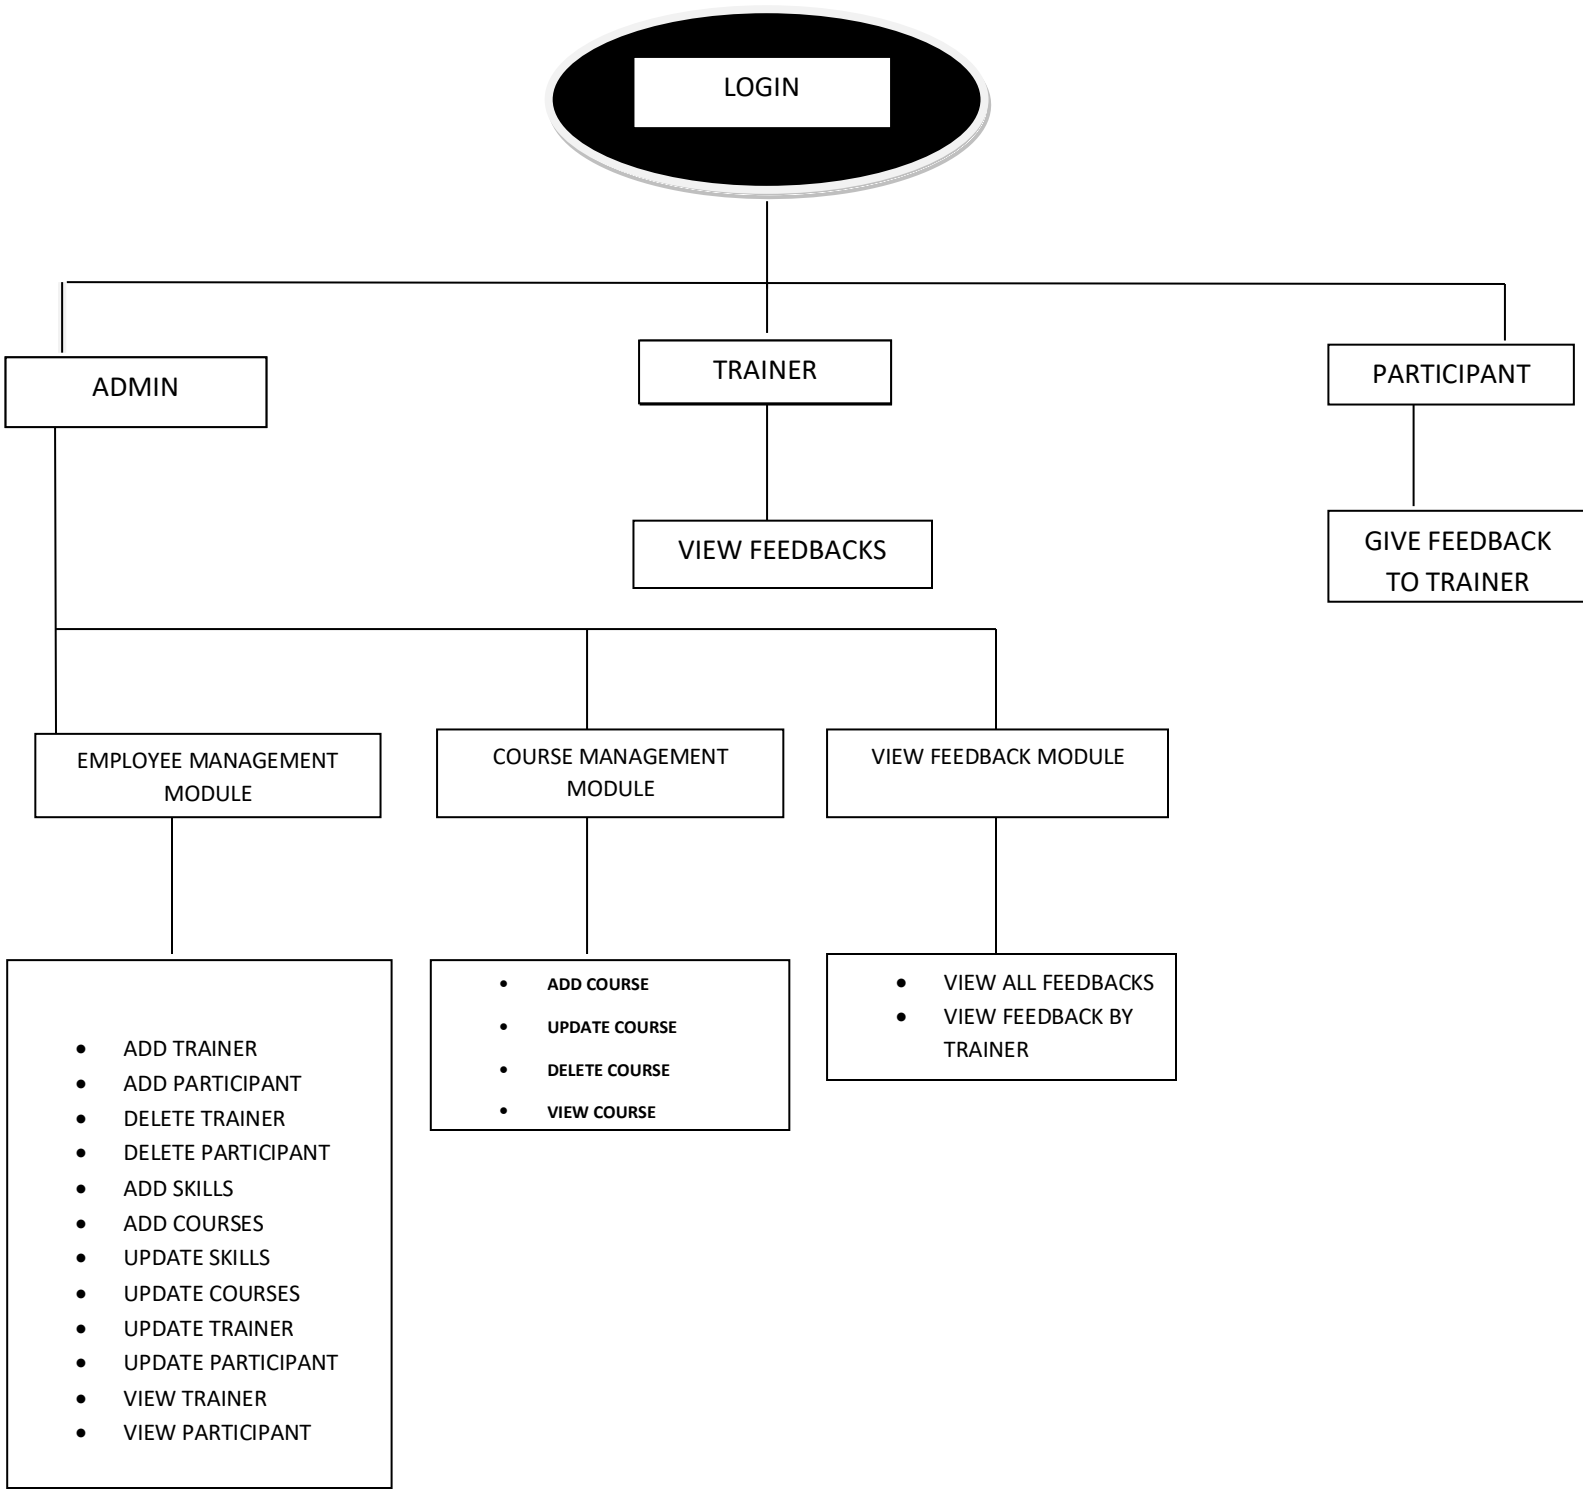 LOGIN
ADMIN
TRAINER
PARTICIPANT
VIEW FEEDBACKS
GIVE FEEDBACK
TO TRAINER
EMPLOYEE MANAGEMENT
MODULE
COURSE MANAGEMENT
MODULE
VIEW FEEDBACK MODULE
• ADD TRAINER
• ADD PARTICIPANT
• DELETE TRAINER
• DELETE PARTICIPANT
• ADD SKILLS
• ADD COURSES
• UPDATE SKILLS
• UPDATE COURSES
• UPDATE TRAINER
• UPDATE PARTICIPANT
• VIEW TRAINER
• VIEW PARTICIPANT
• ADD COURSE
• UPDATE COURSE
• DELETE COURSE
• VIEW COURSE
• VIEW ALL FEEDBACKS
• VIEW FEEDBACK BY
TRAINER